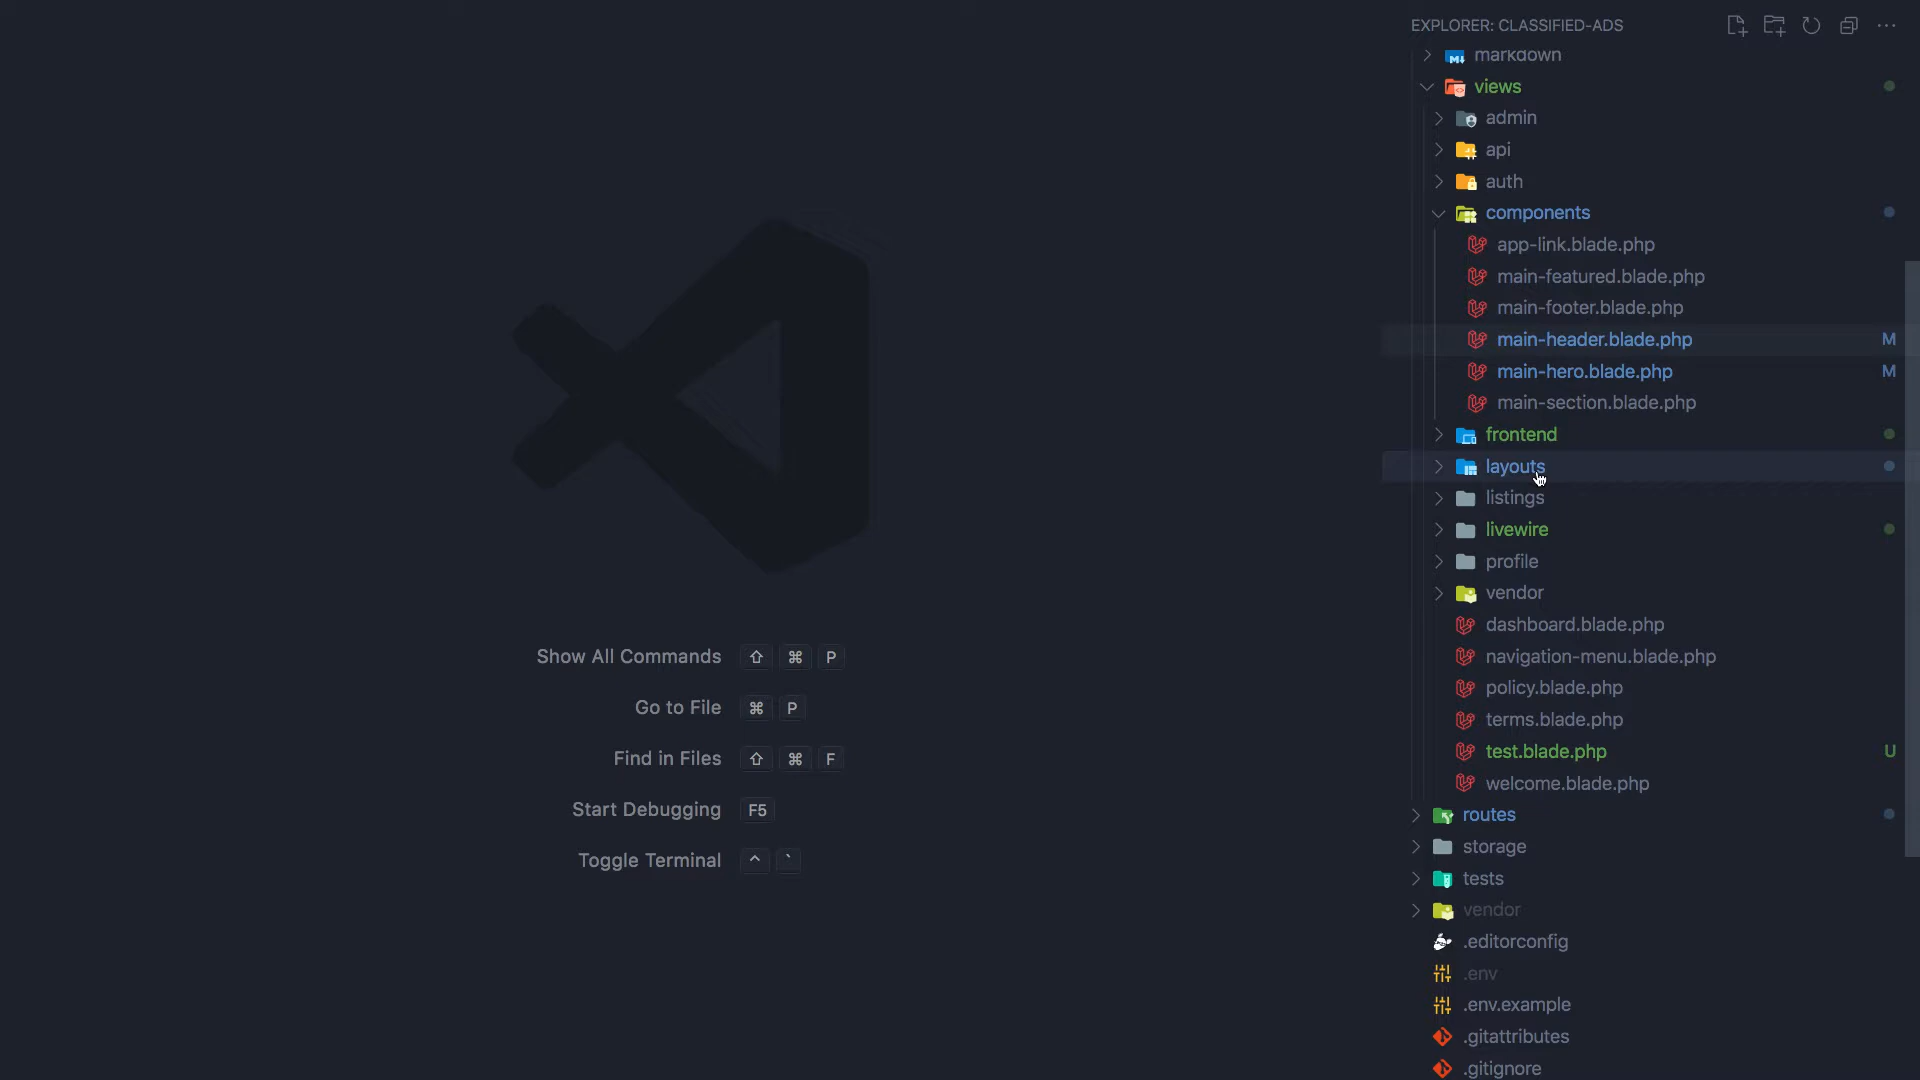 EXPLORER: CLASSIFIED-ADS
markdown
views
admin
api
auth
components
app-link.blade.php
main-featured.blade.php
main-footer.blade.php
main-header.blade.php M
main-hero.blade.php M
main-section.blade.php
frontend
layouts
listings
livewire
profile
vendor
dashboard.blade.php
navigation-menu.blade.php
policy.blade.php
terms.blade.php
test.blade.php U
welcome.blade.php
routes
storage
tests
vendor
.editorconfig
.env
.env.example
.gitattributes
.gitignore
Show All Commands ⇧ ⌘ P
Go to File ⌘ P
Find in Files ⇧ ⌘ F
Start Debugging F5
Toggle Terminal ^ `